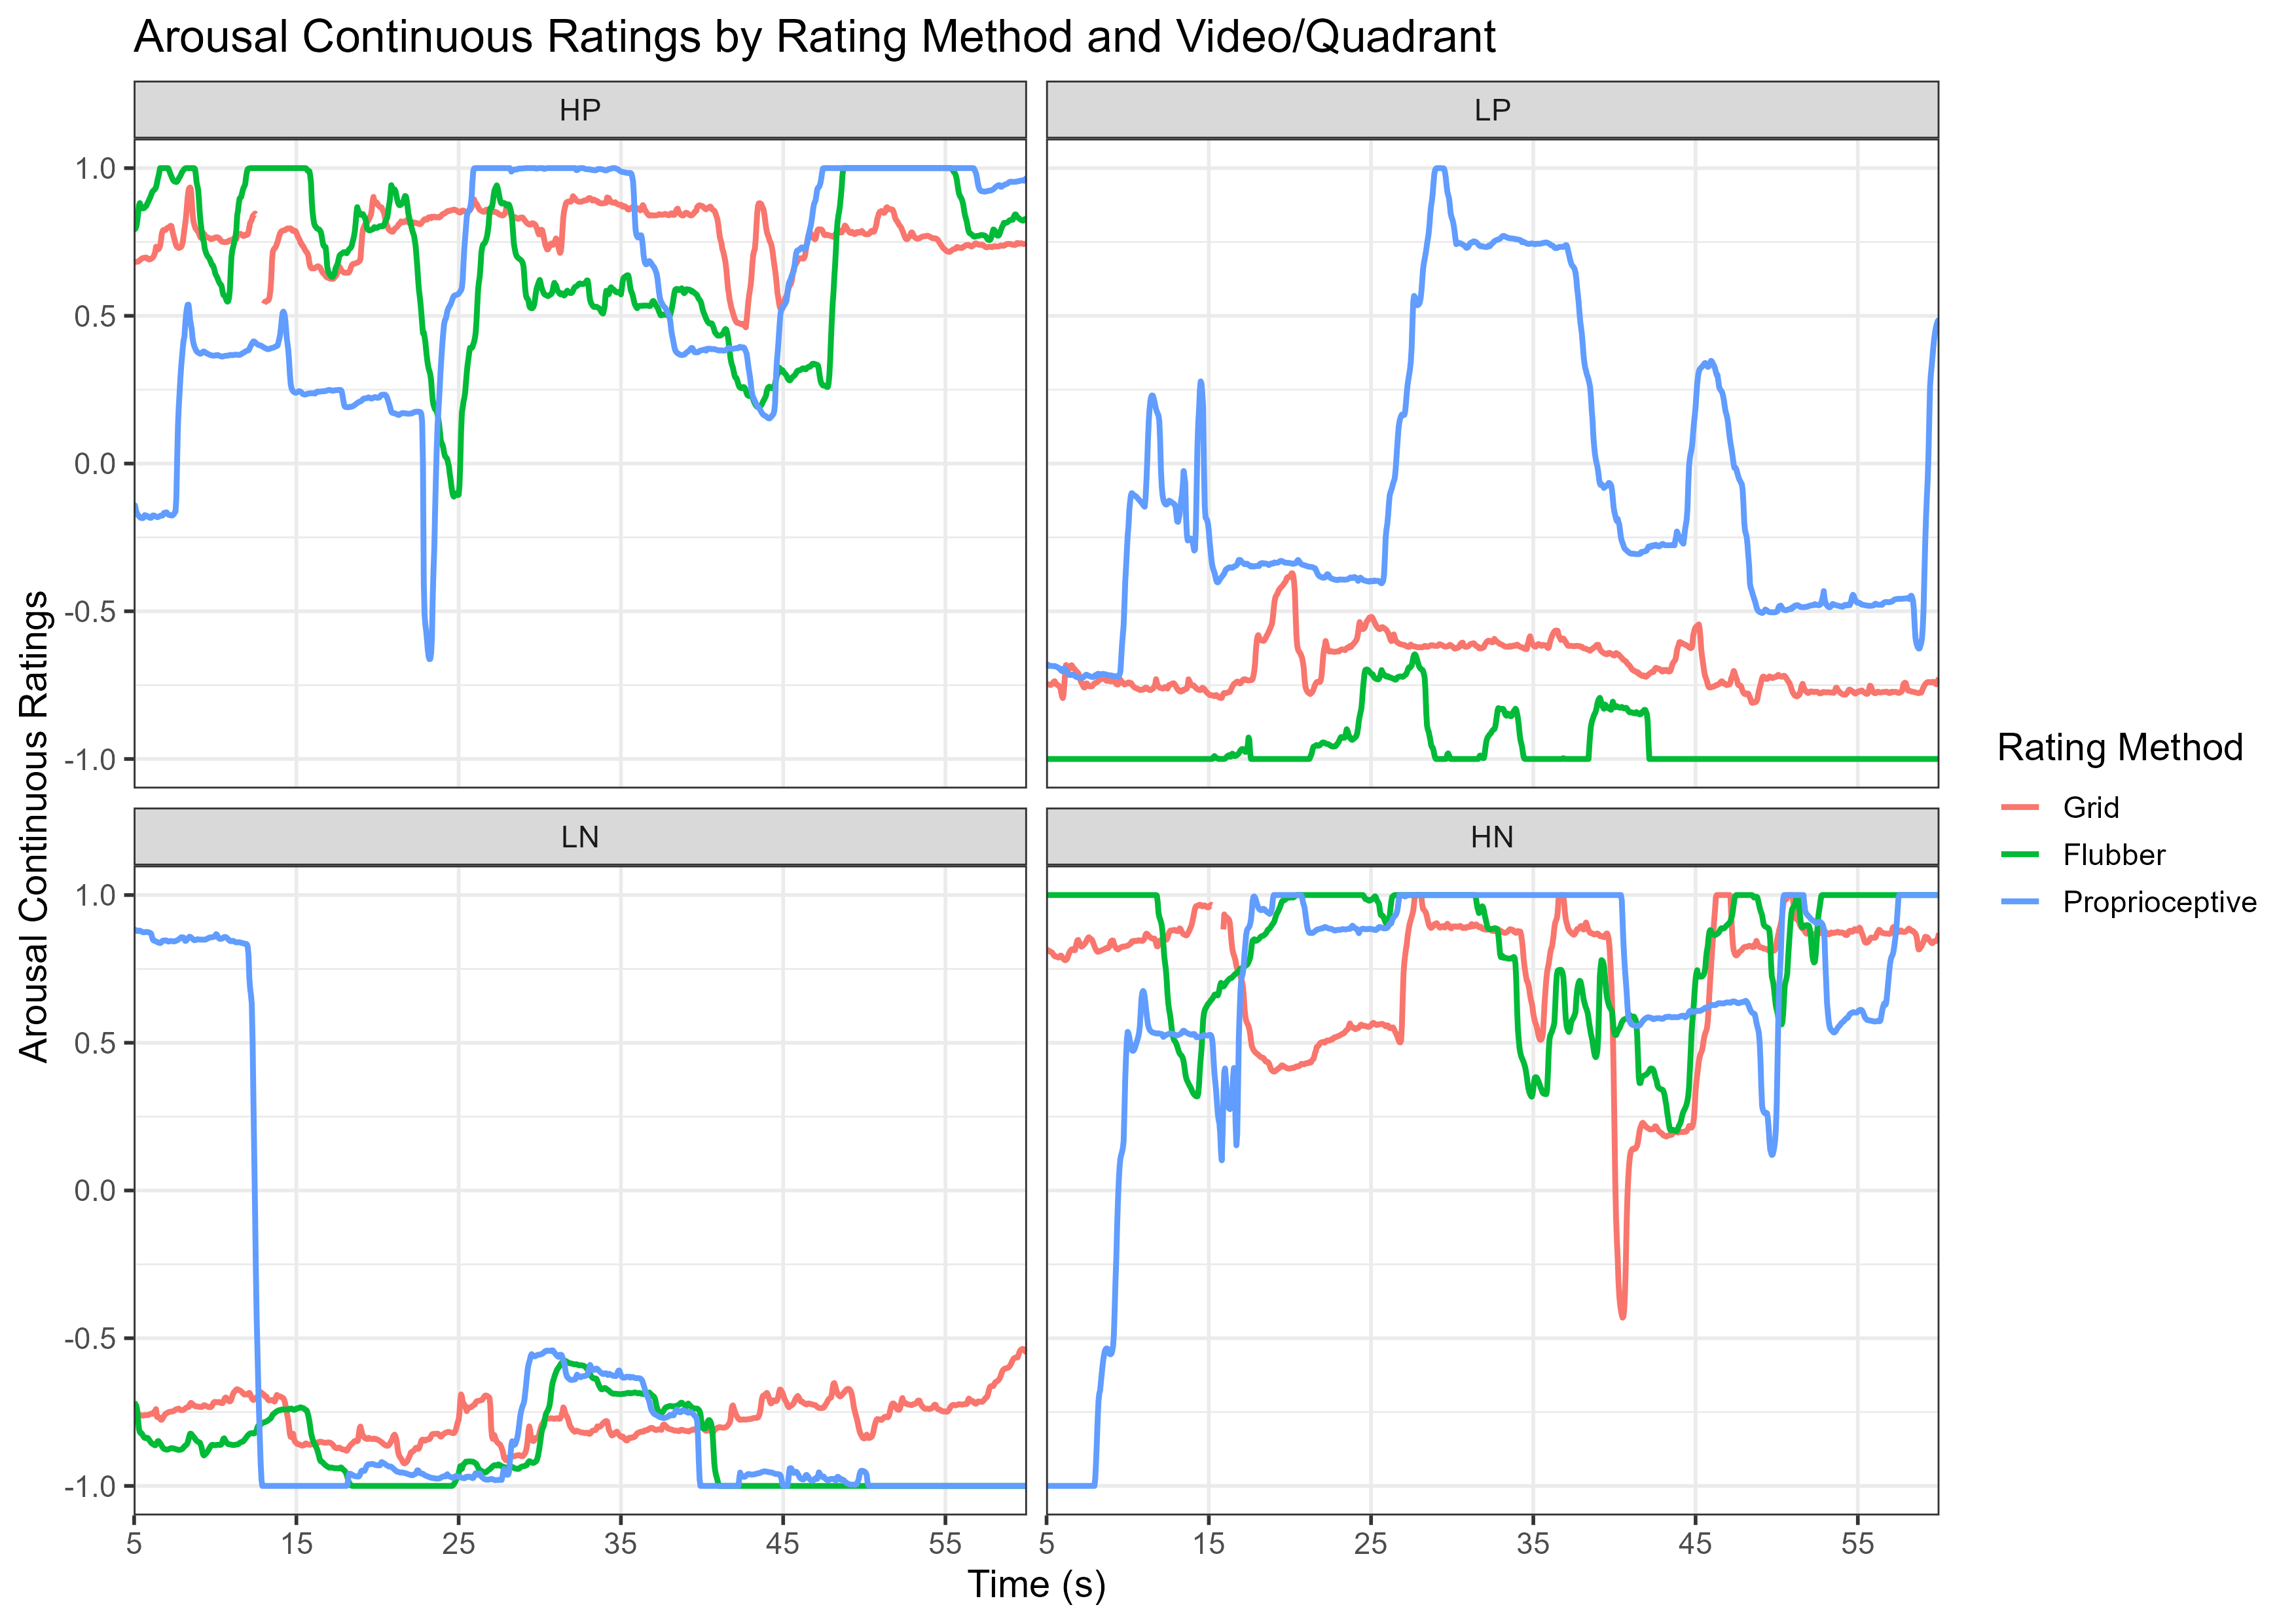 Arousal Continuous Ratings by Rating Method and Video/Quadrant
HP
LP
1.0
0.5
0.0
-0.5
-1.0
LN
HN
1.0
0.5
0.0
-0.5
-1.0
5 15 25 35 45 55
5 15 25 35 45 55
Time (s)
Arousal Continuous Ratings
Rating Method
Grid
Flubber
Proprioceptive